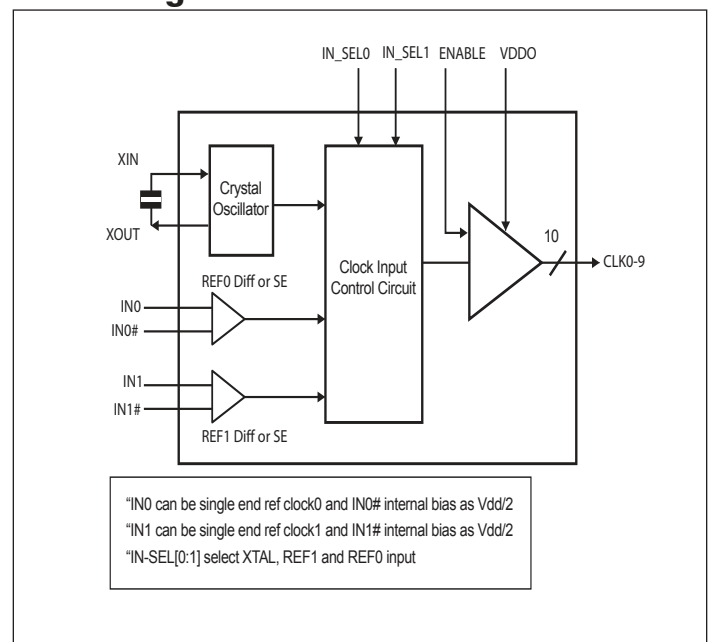 IN_SEL0 IN_SEL1 ENABLE VDDO
XIN
Crystal
Oscillator
XOUT
10
CLK0-9
Clock Input
Control Circuit
REF0 Diff or SE
IN0
IN0#
IN1
IN1#
REF1 Diff or SE
“IN0 can be single end ref clock0 and IN0# internal bias as Vdd/2
“IN1 can be single end ref clock1 and IN1# internal bias as Vdd/2
“IN-SEL[0:1] select XTAL, REF1 and REF0 input